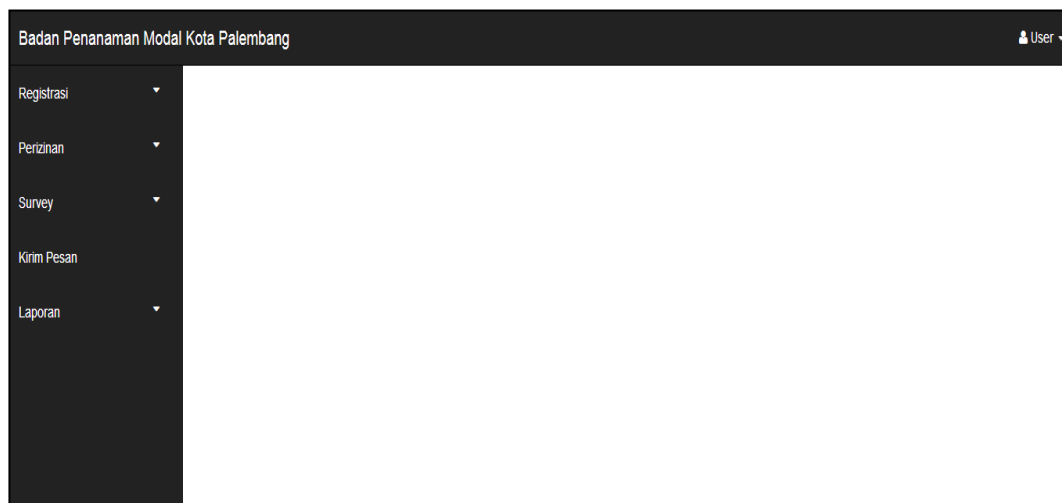 Badan Penanaman Modal Kota Palembang
User
Registrasi
Perizinan
Survey
Kirim Pesan
Laporan